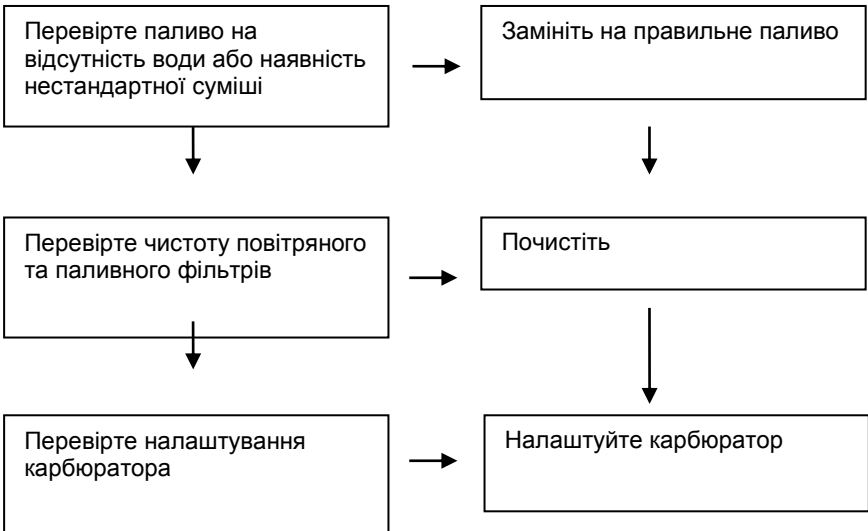 Перевірте паливо на
відсутність води або наявність
нестандартної суміші
Замініть на правильне паливо
Перевірте чистоту повітряного
та паливного фільтрів
Почистіть
Перевірте налаштування
карбюратора
Налаштуйте карбюратор